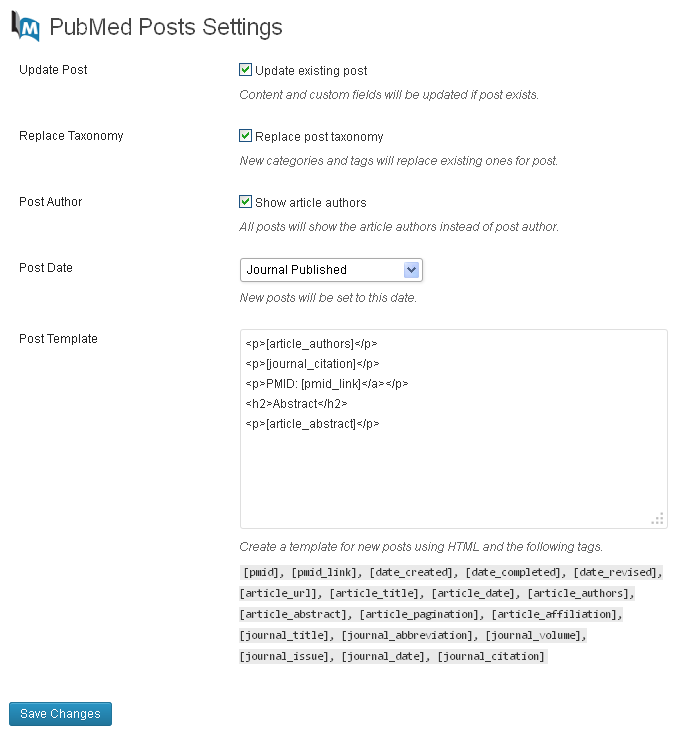 M PubMed Posts Settings
Update Post
Update existing post
Content and custom fields will be updated if post exists.
Replace Taxonomy
Replace post taxonomy
New categories and tags will replace existing ones for post.
Post Author
Show article authors
All posts will show the article authors instead of post author.
Post Date
Journal Published
New posts will be set to this date.
Post Template
<p>[article_authors]</p>
<p>[journal_citation]</p>
<p>PMID: [pmid_link]</a></p>
<h2>Abstract</h2>
<p>[article_abstract]</p>
Create a template for new posts using HTML and the following tags.
[pmid], [pmid_link], [date_created], [date_completed], [date_revised],
[article_url], [article_title], [article_date], [article_authors],
[article_abstract], [article_pagination], [article_affiliation],
[journal_title], [journal_abbreviation], [journal_volume],
[journal_issue], [journal_date], [journal_citation]
Save Changes